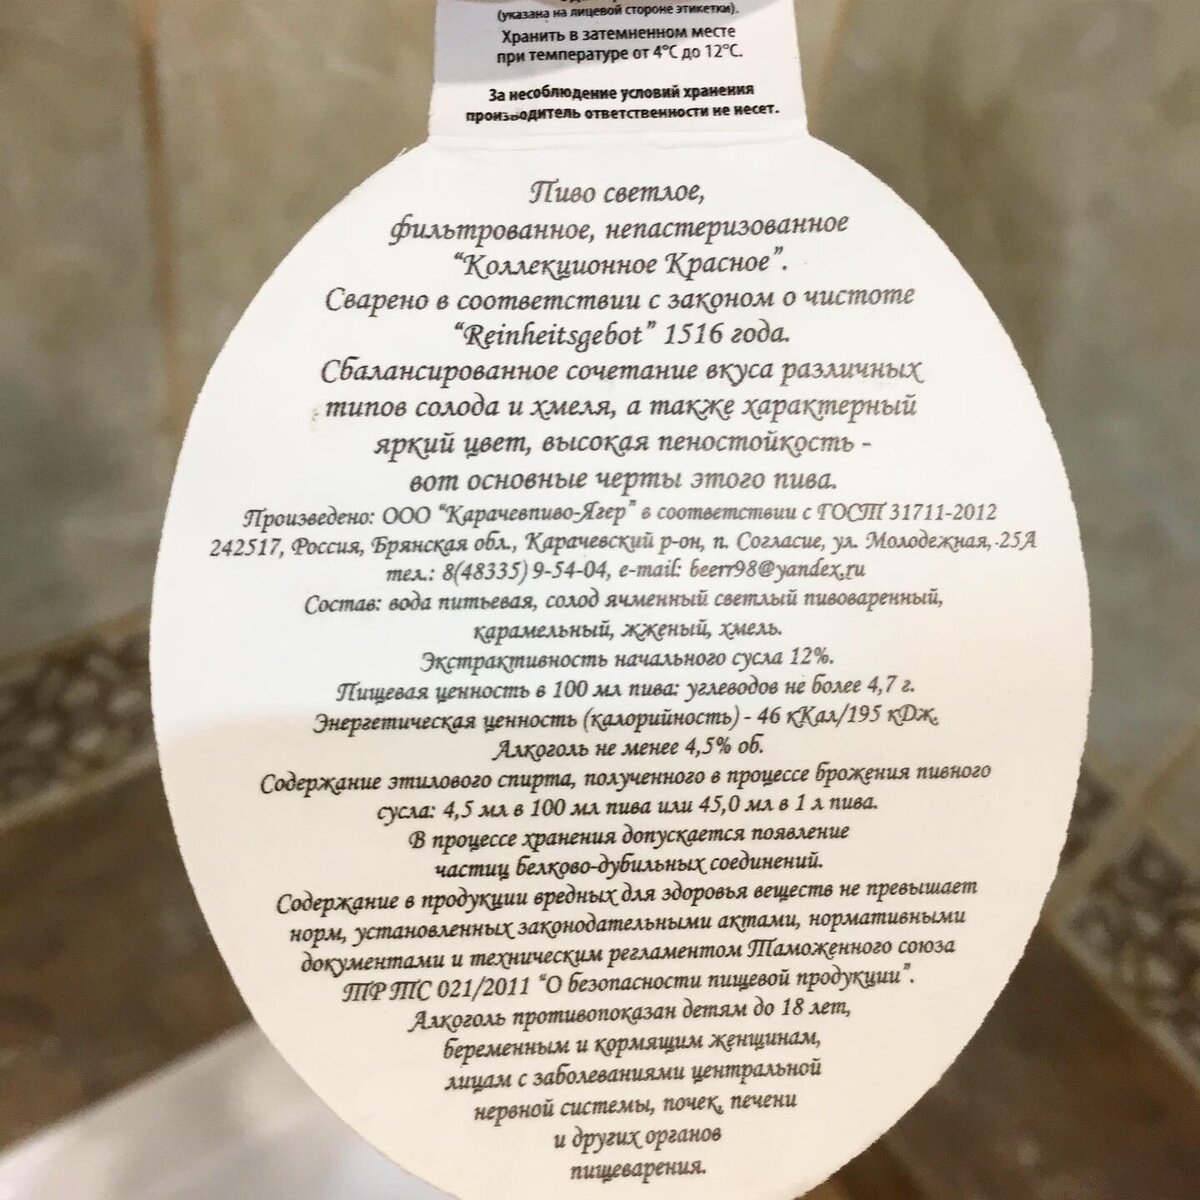 (указана на лицевой стороне этикетки).
Хранить в затемненном месте
при температуре от 4°С до 12°С.
За несоблюдение условий хранения
производитель ответственности не несет.
Пиво светлое,
фильтрованное, непастеризованное
“Коллекционное Красное”.
Сварено в соответствии с законом о чистоте
“Reinheitsgebot” 1516 года.
Сбалансированное сочетание вкуса различных
типов солода и хмеля, а также характерный
яркий цвет, высокая пеностойкость -
вот основные черты этого пива.
Произведено: ООО “Карачевпиво-Ягер” в соответствии с ГОСТ 31711-2012
242517, Россия, Брянская обл., Карачевский р-он, п. Согласие, ул. Молодежная, 25А
тел.: 8(48335) 9-54-04, e-mail: beerr98@yandex.ru
Состав: вода питьевая, солод ячменный светлый пивоваренный,
карамельный, жженый, хмель.
Экстрактивность начального сусла 12%.
Пищевая ценность в 100 мл пива: углеводов не более 4,7 г.
Энергетическая ценность (калорийность) - 46 кКал/195 кДж.
Алкоголь не менее 4,5% об.
Содержание этилового спирта, полученного в процессе брожения пивного
сусла: 4,5 мл в 100 мл пива или 45,0 мл в 1 л пива.
В процессе хранения допускается появление
частиц белково-дубильных соединений.
Содержание в продукции вредных для здоровья веществ не превышает
норм, установленных законодательными актами, нормативными
документами и техническим регламентом Таможенного союза
ТР ТС 021/2011 “О безопасности пищевой продукции”.
Алкоголь противопоказан детям до 18 лет,
беременным и кормящим женщинам,
лицам с заболеваниями центральной
нервной системы, почек, печени
и других органов
пищеварения.